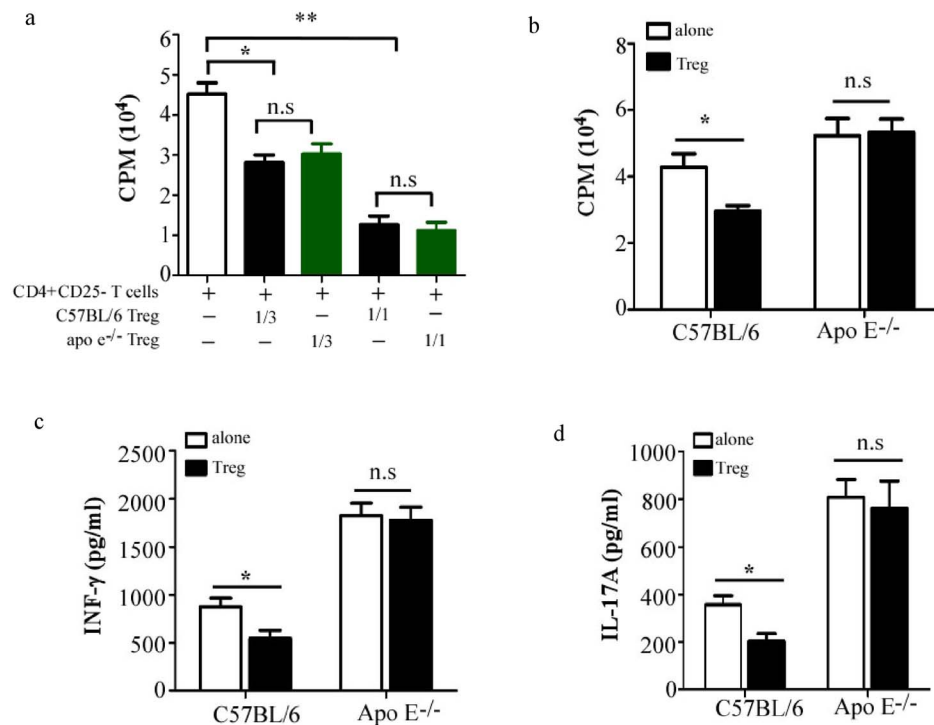 a
**
*
n.s
n.s
CPM (10⁴)
6
5
4
3
2
1
0
CD4+CD25- T cells + + + + +
C57BL/6 Treg – 1/3 – 1/1 –
apo e-/- Treg – – 1/3 – 1/1
b
alone
Treg
*
n.s
CPM (10⁴)
8
6
4
2
0
C57BL/6 Apo E-/-
c
alone
Treg
*
n.s
INF-γ (pg/ml)
2500
2000
1500
1000
500
0
C57BL/6 Apo E-/-
d
alone
Treg
*
n.s
IL-17A (pg/ml)
1000
800
600
400
200
0
C57BL/6 Apo E-/-